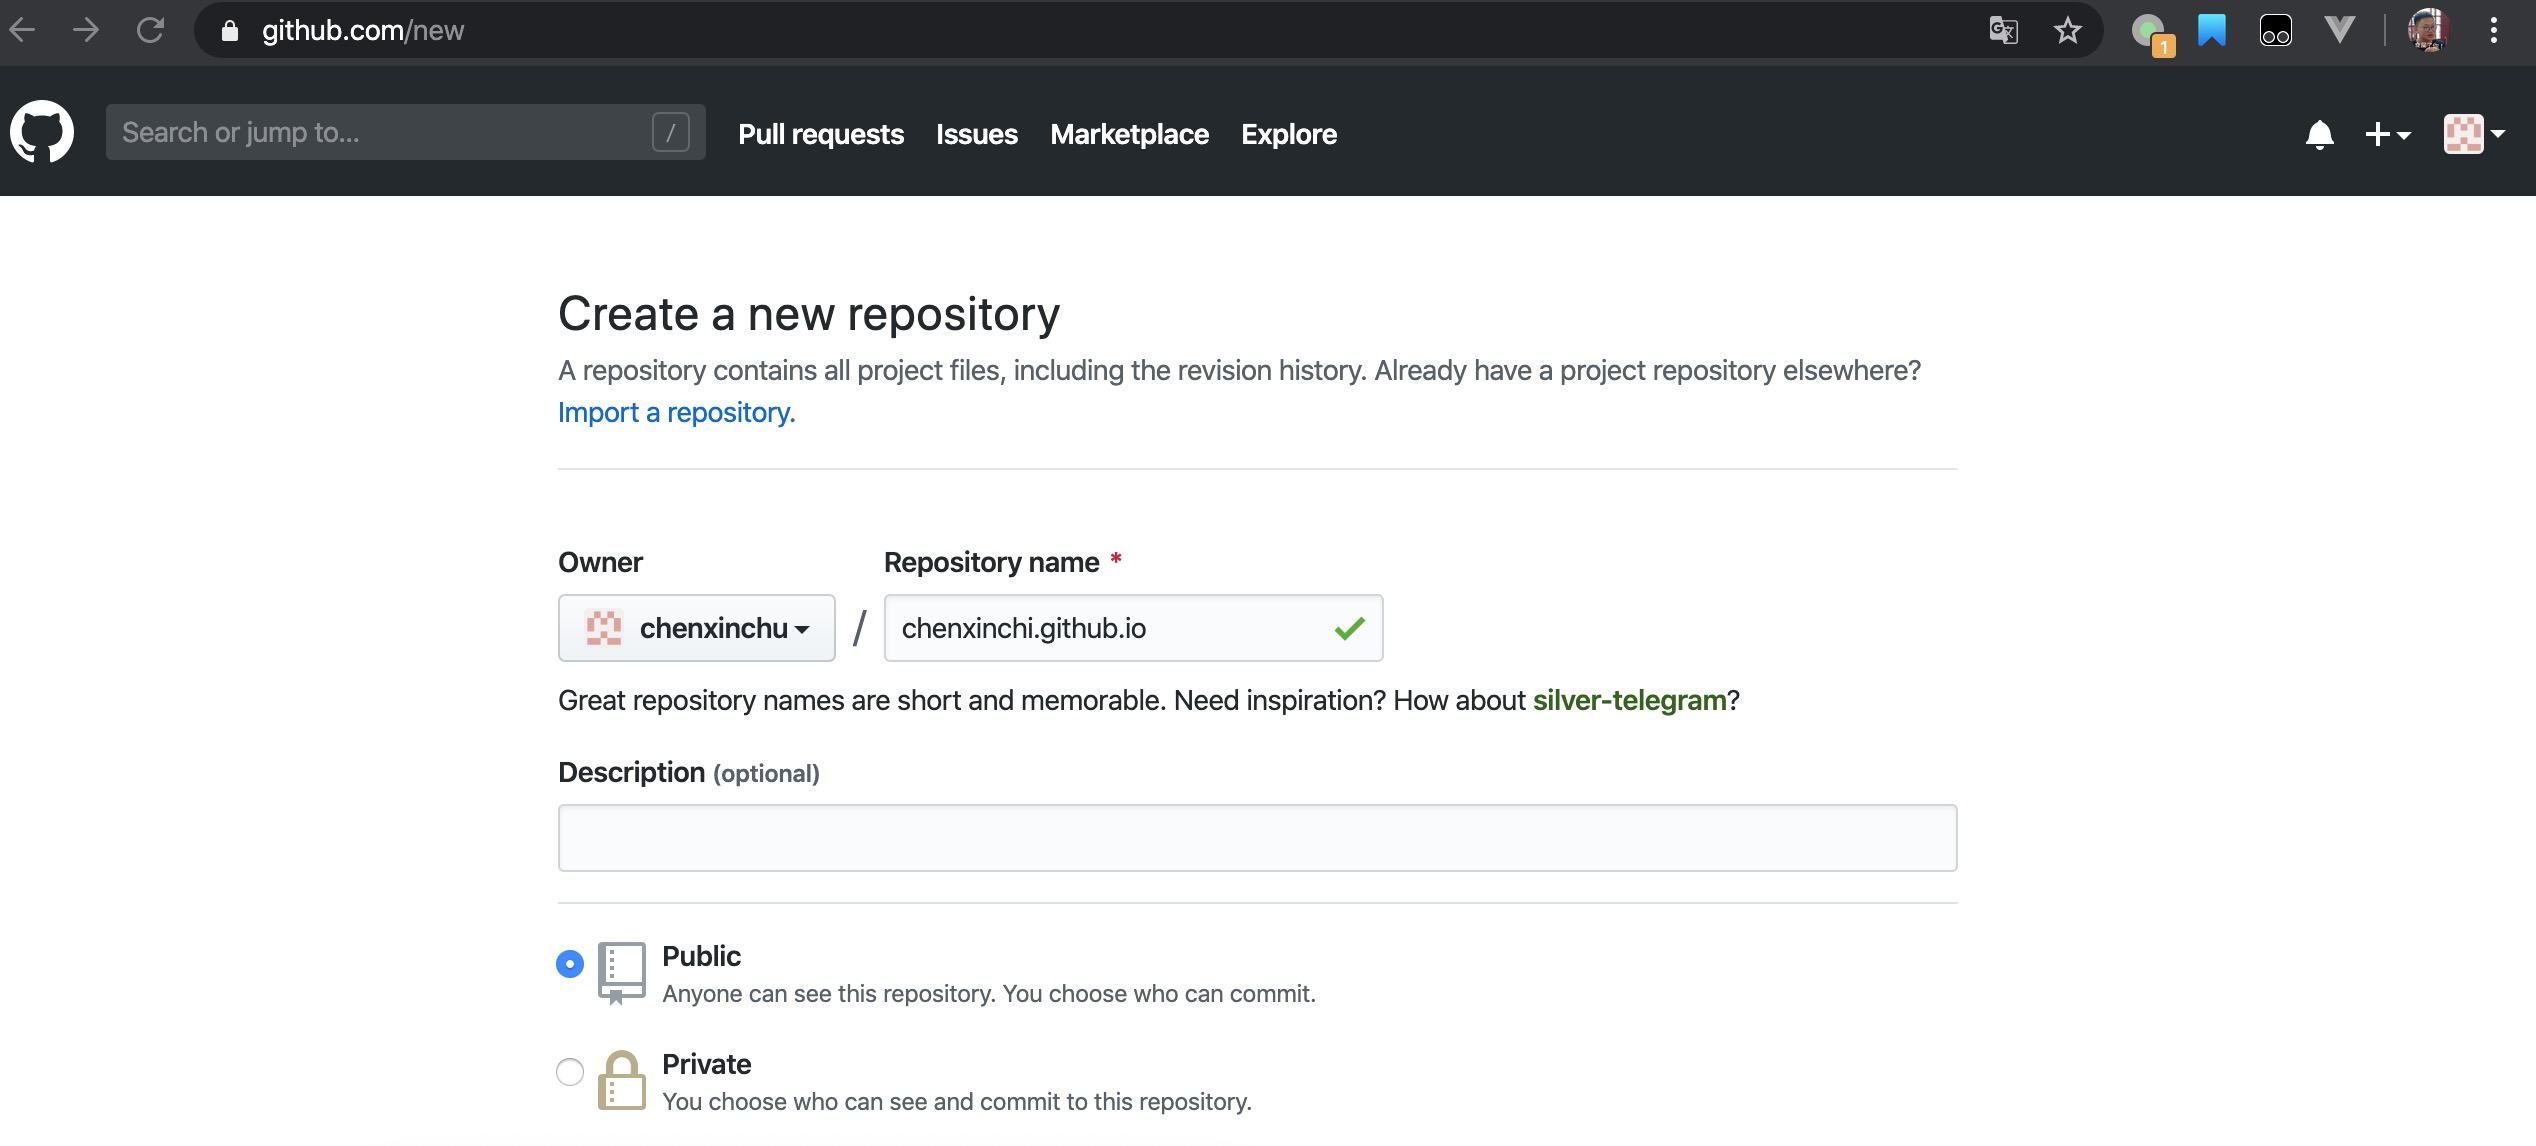 github.com/new
1
Search or jump to...
/
Pull requests
Issues
Marketplace
Explore
Create a new repository
A repository contains all project files, including the revision history. Already have a project repository elsewhere?
Import a repository.
Owner
Repository name *
chenxinchu
/
chenxinchi.github.io
Great repository names are short and memorable. Need inspiration? How about silver-telegram?
Description (optional)
Public
Anyone can see this repository. You choose who can commit.
Private
You choose who can see and commit to this repository.